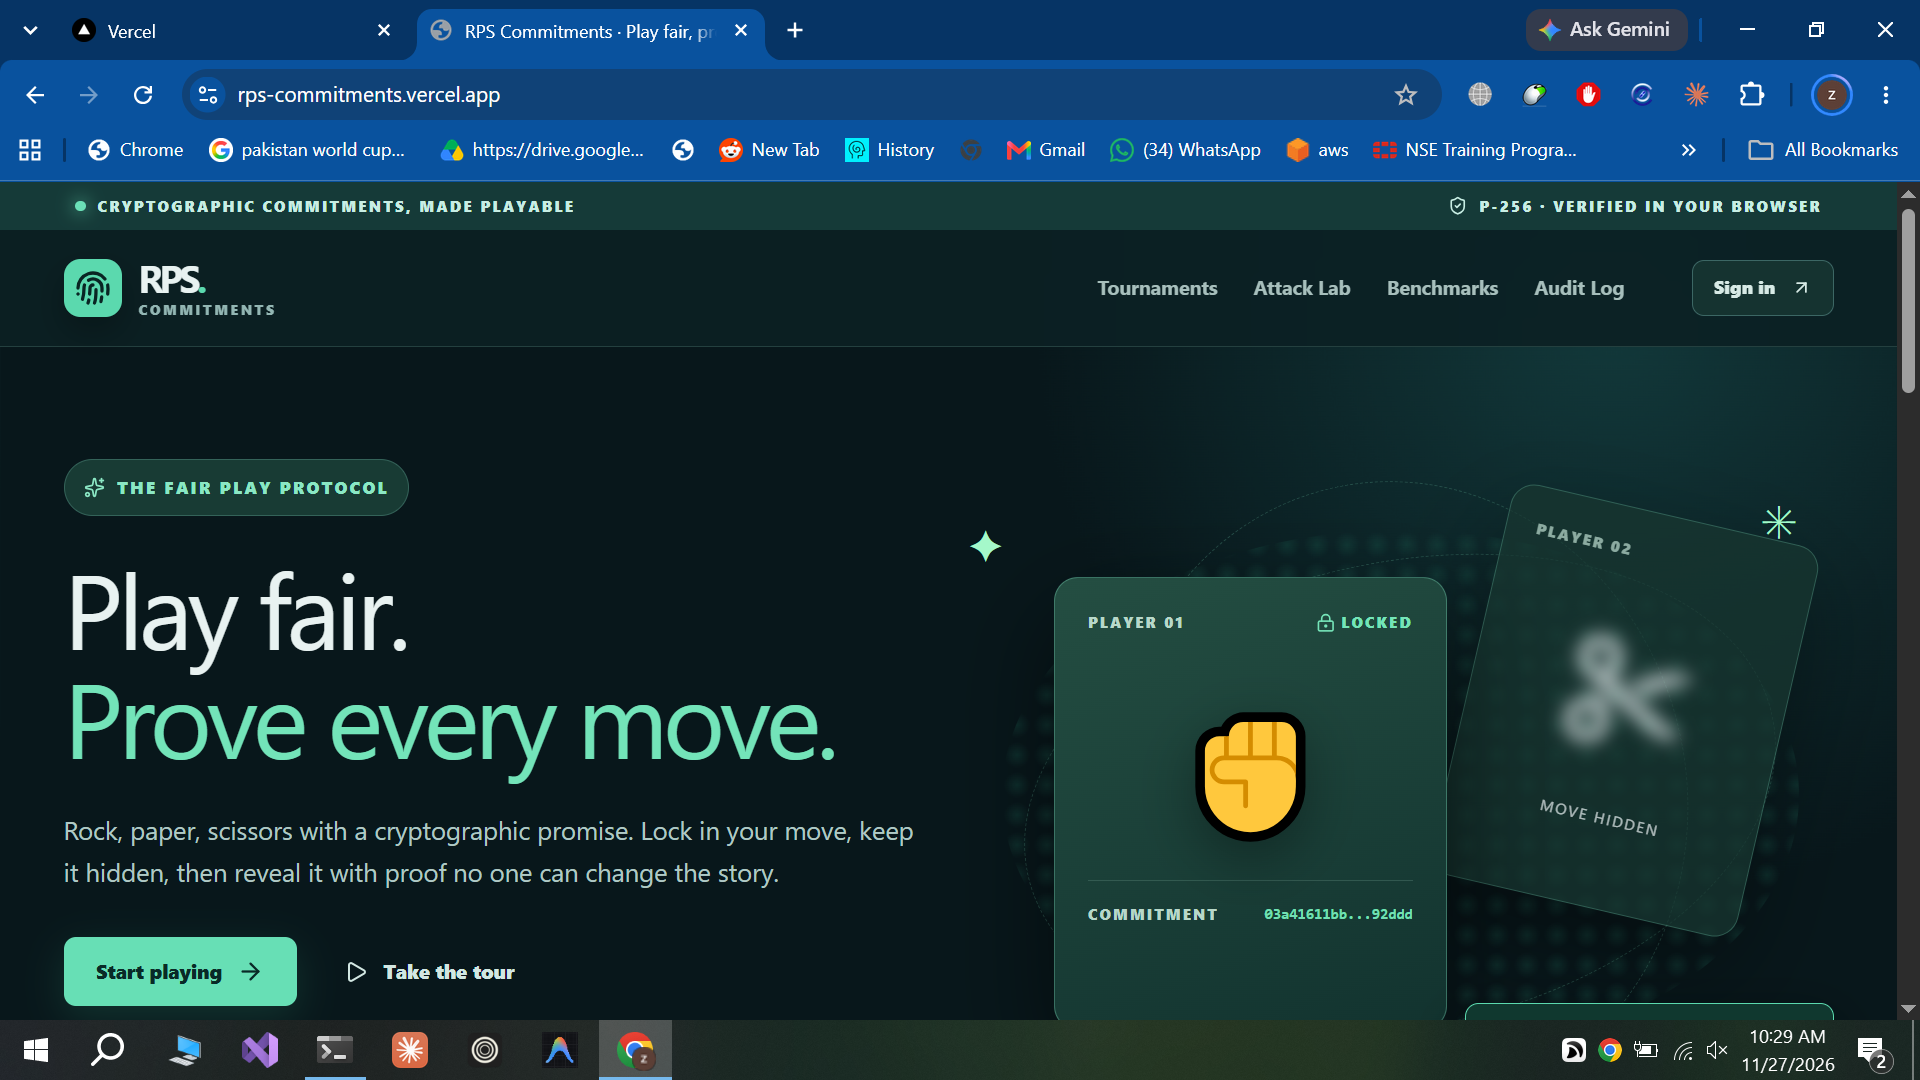 Vercel
RPS Commitments · Play fair, pr
Ask Gemini
rps-commitments.vercel.app
z
Chrome
pakistan world cup...
https://drive.google...
New Tab
History
Gmail
(34) WhatsApp
aws
NSE Training Progra...
All Bookmarks
CRYPTOGRAPHIC COMMITMENTS, MADE PLAYABLE
P-256 · VERIFIED IN YOUR BROWSER
RPS.
COMMITMENTS
Tournaments
Attack Lab
Benchmarks
Audit Log
Sign in
THE FAIR PLAY PROTOCOL
Play fair.
Prove every move.
Rock, paper, scissors with a cryptographic promise. Lock in your move, keep
it hidden, then reveal it with proof no one can change the story.
Start playing
Take the tour
PLAYER 01
LOCKED
COMMITMENT
03a41611bb...92ddd
PLAYER 02
MOVE HIDDEN
z
10:29 AM
11/27/2026
2